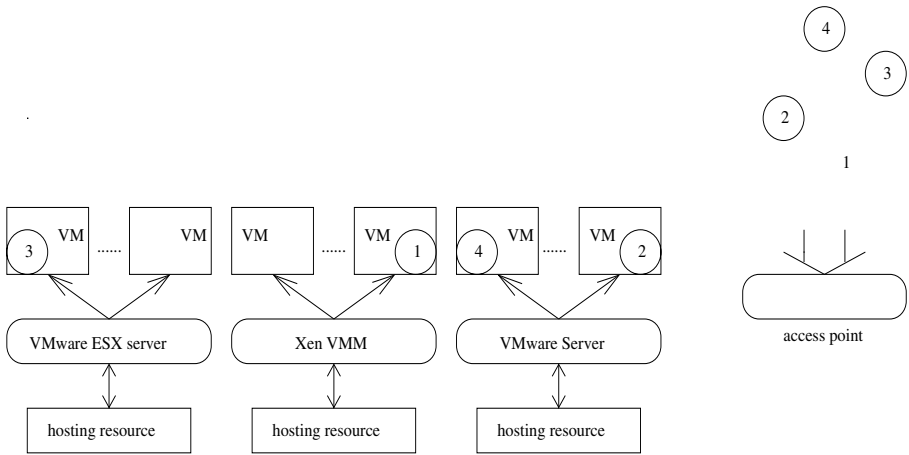 4
3
2
1
VM ...... VM VM ...... VM VM ...... VM
3 1 4 2
VMware ESX server Xen VMM VMware Server
access point
hosting resource hosting resource hosting resource